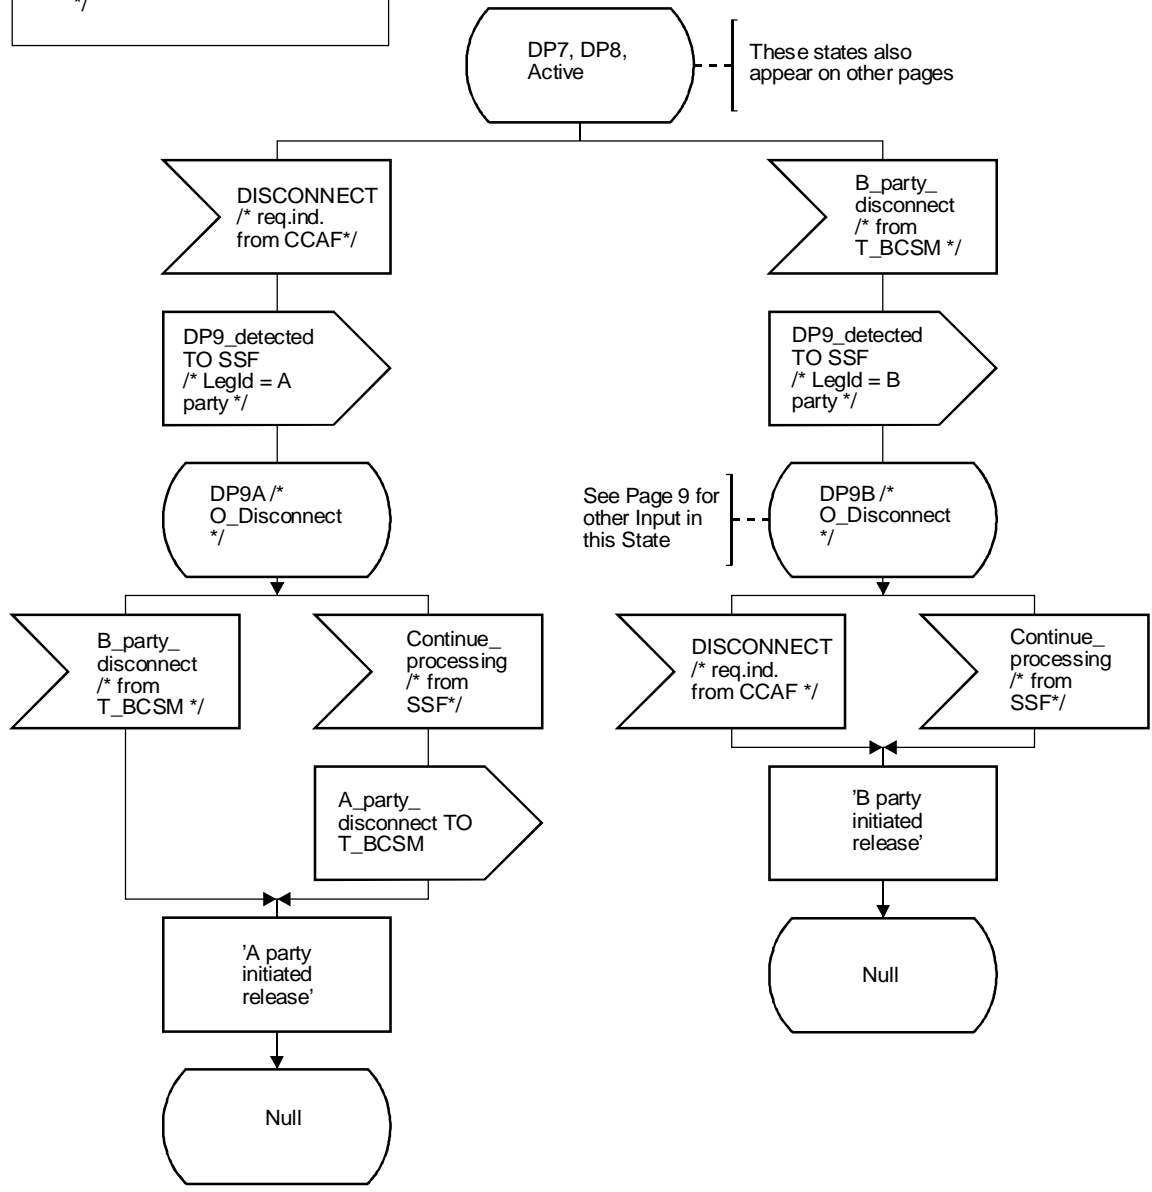 */
DP7, DP8,
Active
These states also
appear on other pages
DISCONNECT
/* req.ind.
from CCAF*/
B_party_
disconnect
/* from
T_BCSM */
DP9_detected
TO SSF
/* LegId = A
party */
DP9_detected
TO SSF
/* LegId = B
party */
DP9A /*
O_Disconnect
*/
See Page 9 for
other Input in
this State
DP9B /*
O_Disconnect
*/
B_party_
disconnect
/* from
T_BCSM */
Continue_
processing
/* from
SSF*/
DISCONNECT
/* req.ind.
from CCAF */
Continue_
processing
/* from
SSF*/
A_party_
disconnect TO
T_BCSM
'B party
initiated
release'
'A party
initiated
release'
Null
Null